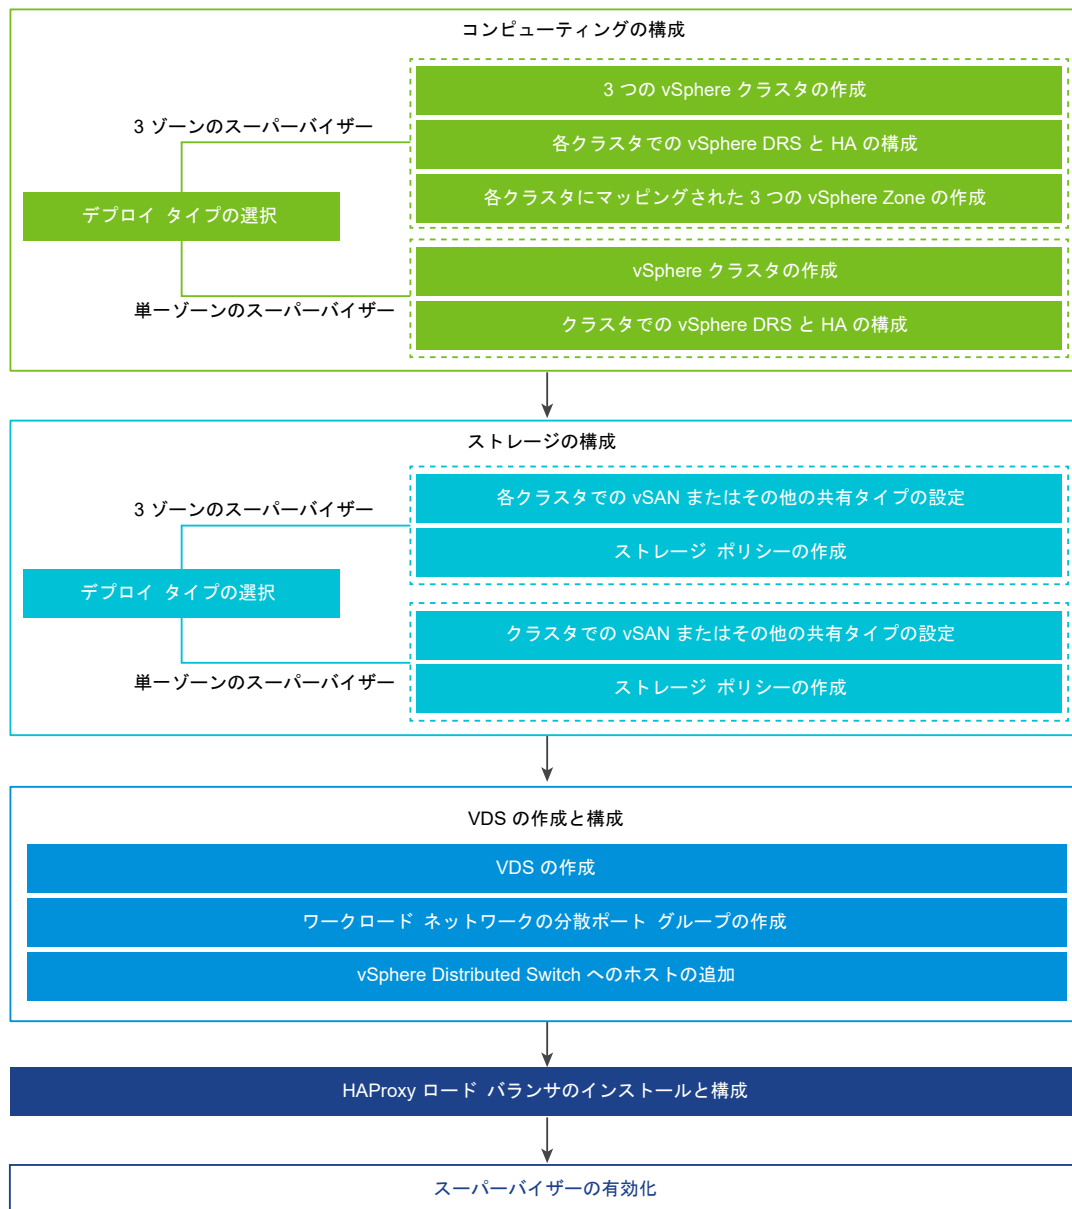 コンピューティングの構成
3 つの vSphere クラスタの作成
3 ゾーンのスーパーバイザー
各クラスタでの vSphere DRS と HA の構成
各クラスタにマッピングされた 3 つの vSphere Zone の作成
デプロイ タイプの選択
vSphere クラスタの作成
単一ゾーンのスーパーバイザー
クラスタでの vSphere DRS と HA の構成
ストレージの構成
各クラスタでの vSAN またはその他の共有タイプの設定
3 ゾーンのスーパーバイザー
ストレージ ポリシーの作成
デプロイ タイプの選択
クラスタでの vSAN またはその他の共有タイプの設定
単一ゾーンのスーパーバイザー
ストレージ ポリシーの作成
VDS の作成と構成
VDS の作成
ワークロード ネットワークの分散ポート グループの作成
vSphere Distributed Switch へのホストの追加
HAProxy ロード バランサのインストールと構成
スーパーバイザーの有効化